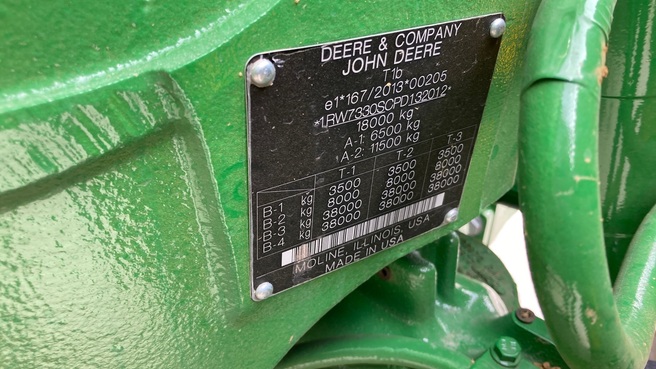 DEERE & COMPANY
JOHN DEERE
T1b
e1*167/2013*00205
*1RW7330SCPD132012*
18000 kg
A-1: 6500 kg
A-2: 11500 kg
T-1 T-2 T-3
B-1 kg 3500 3500 3500
B-2 kg 8000 8000 8000
B-3 kg 38000 38000 38000
B-4 kg 38000 38000 38000
MOLINE, ILLINOIS, USA
MADE IN USA